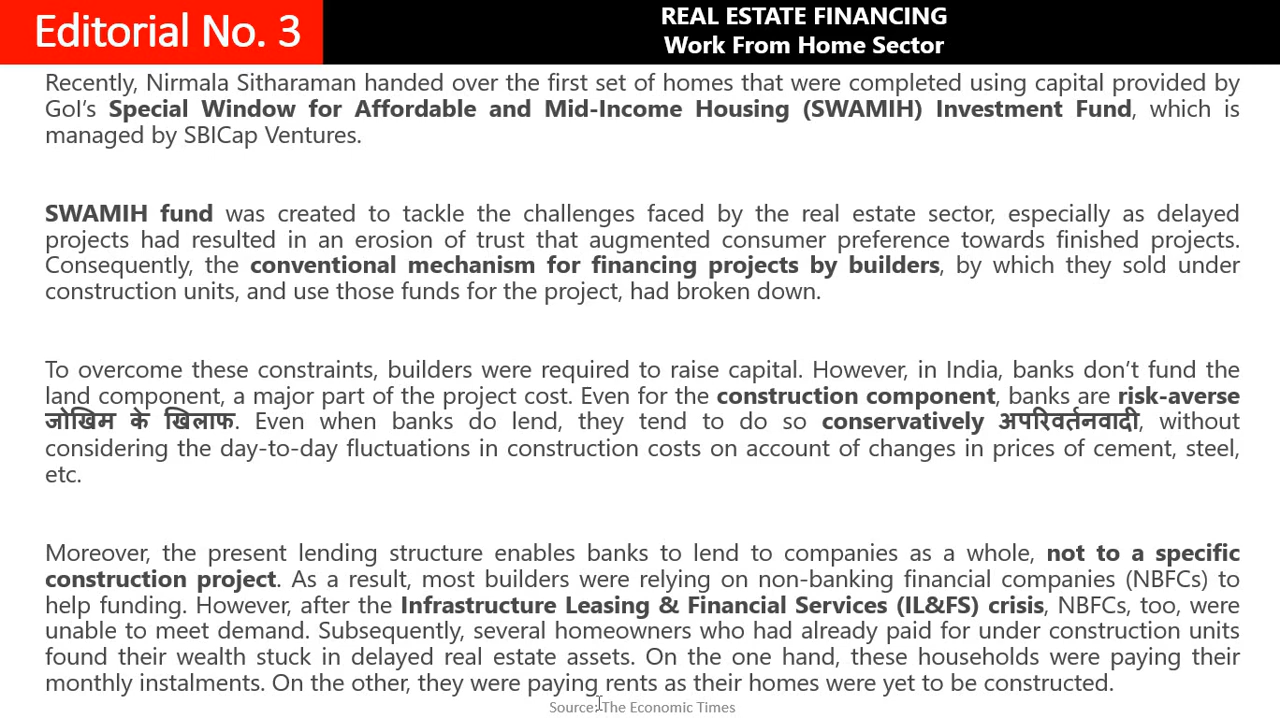 Editorial No. 3
REAL ESTATE FINANCING
Work From Home Sector
Recently, Nirmala Sitharaman handed over the first set of homes that were completed using capital provided by
GoI's Special Window for Affordable and Mid-Income Housing (SWAMIH) Investment Fund, which is
managed by SBICap Ventures.
SWAMIH fund was created to tackle the challenges faced by the real estate sector, especially as delayed
projects had resulted in an erosion of trust that augmented consumer preference towards finished projects.
Consequently, the conventional mechanism for financing projects by builders, by which they sold under
construction units, and use those funds for the project, had broken down.
To overcome these constraints, builders were required to raise capital. However, in India, banks don't fund the
land component, a major part of the project cost. Even for the construction component, banks are risk-averse
जोखिम के खिलाफ. Even when banks do lend, they tend to do so conservatively अपरिवर्तनवादी, without
considering the day-to-day fluctuations in construction costs on account of changes in prices of cement, steel,
etc.
Moreover, the present lending structure enables banks to lend to companies as a whole, not to a specific
construction project. As a result, most builders were relying on non-banking financial companies (NBFCs) to
help funding. However, after the Infrastructure Leasing & Financial Services (IL&FS) crisis, NBFCs, too, were
unable to meet demand. Subsequently, several homeowners who had already paid for under construction units
found their wealth stuck in delayed real estate assets. On the one hand, these households were paying their
monthly instalments. On the other, they were paying rents as their homes were yet to be constructed.
Source: The Economic Times